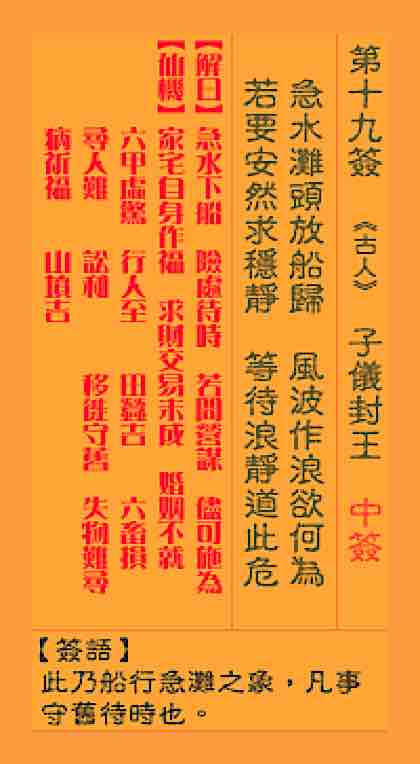 第十九簽 《古人》 子儀封王 中簽
急水灘頭放船歸 風波作浪欲何為
若要安然求穩靜 等待浪靜道此危
【解曰】急水下船 險處待時 若問營謀 儘可施為
【仙機】家宅自身作福 求財交易未成 婚姻不就
六甲虛驚 行人至 田蠶吉 六畜損
尋人難 訟和 移徙守舊 失物難尋
病祈福 山墳吉
【簽語】
此乃船行急灘之象，凡事
守舊待時也。